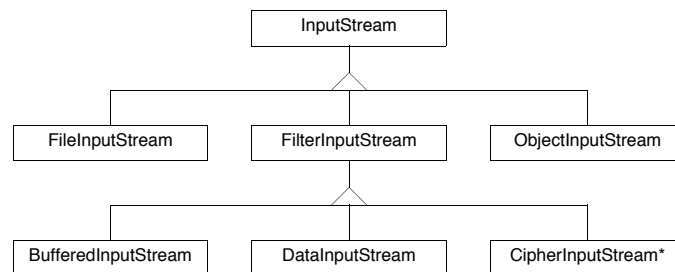 InputStream
FileInputStream
FilterInputStream
ObjectInputStream
BufferedInputStream
DataInputStream
CipherInputStream*